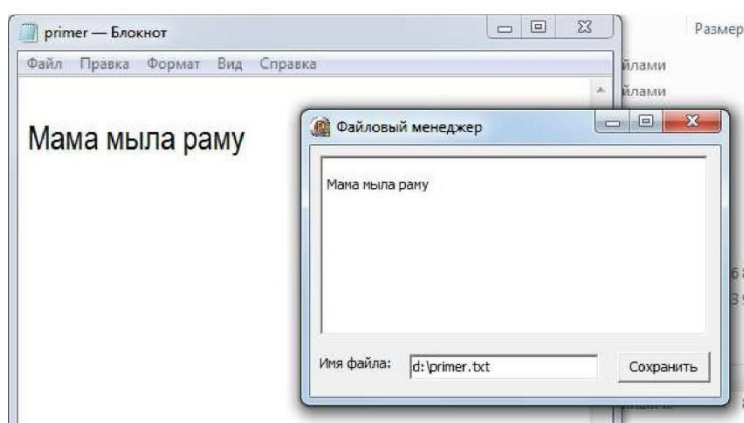 primer — Блокнот
Размер
Файл Правка Формат Вид Справка
йлами
йлами
Мама мыла раму
Файловый менеджер
Мама мыла раму
Имя файла: d:\primer.txt Сохранить